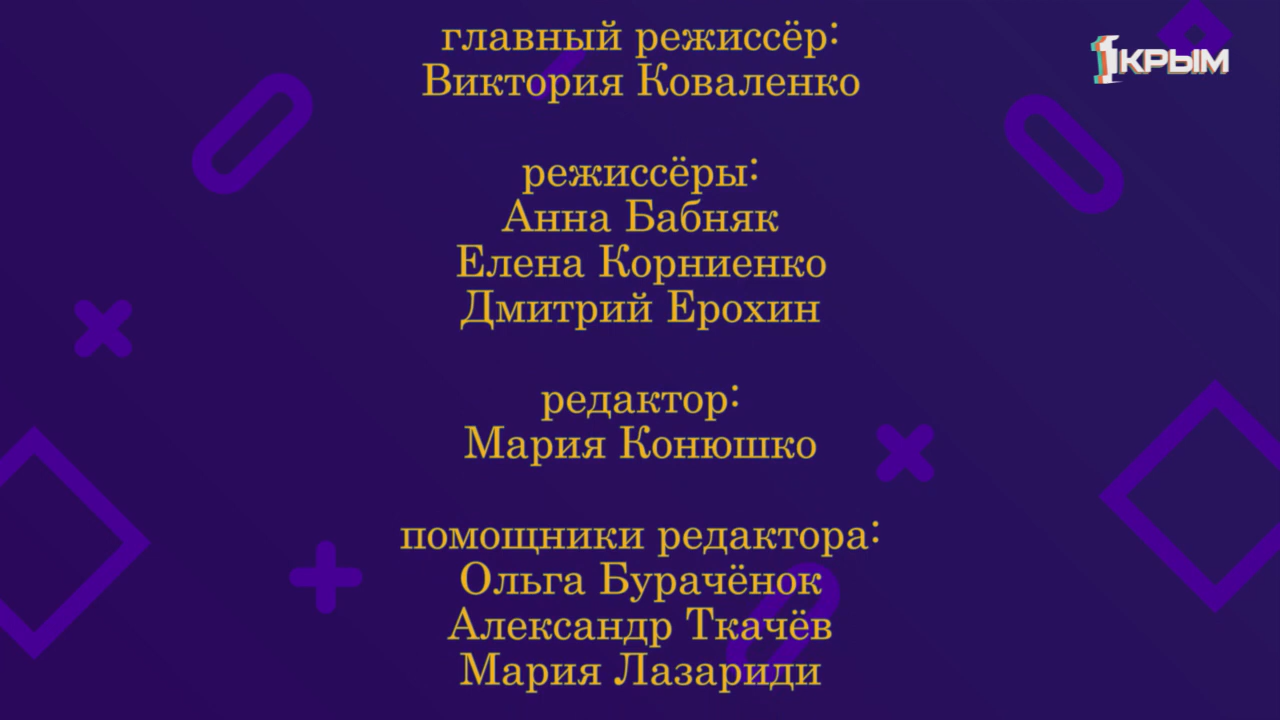 главный режиссёр:
Виктория Коваленко
1КРЫМ
режиссёры:
Анна Бабняк
Елена Корниенко
Дмитрий Ерохин
редактор:
Мария Конюшко
помощники редактора:
Ольга Бурачёнок
Александр Ткачёв
Мария Лазариди